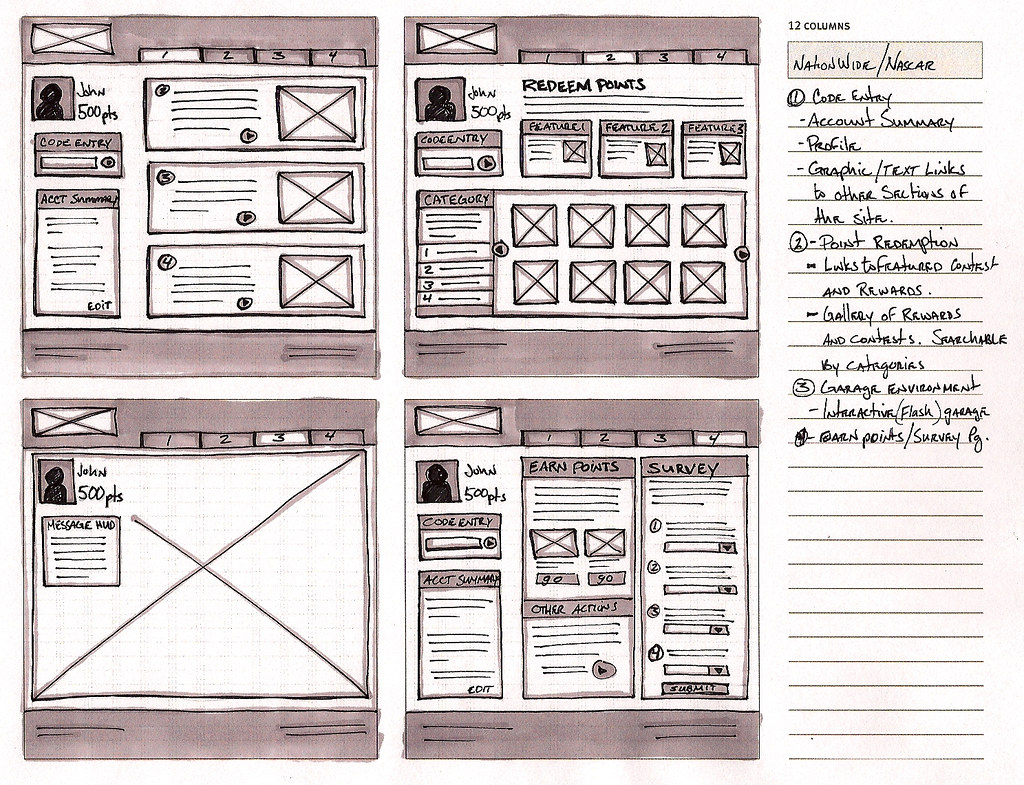 12 COLUMNS
NATIONWIDE/NASCAR
① CODE ENTRY
- ACCOUNT SUMMARY
- PROFILE
- GRAPHIC/TEXT LINKS
TO OTHER SECTIONS OF
THE SITE.
② - POINT REDEMPTION
- LINKS TO FEATURED CONTEST
AND REWARDS.
- GALLERY OF REWARDS
AND CONTESTS. SEARCHABLE
BY CATEGORIES
③ GARAGE ENVIRONMENT
- INTERACTIVE (FLASH) GARAGE
④ - EARN POINTS/SURVEY Pg.
1 2 3 4
John
500pts
CODE ENTRY
ACCT SUMMARY
EDIT
②
③
④
1 2 3 4
John
500pts
CODE ENTRY
CATEGORY
1
2
3
4
REDEEM POINTS
FEATURE 1 FEATURE 2 FEATURE 3
1 2 3 4
John
500pts
MESSAGE HUD
1 2 3 4
John
500pts
CODE ENTRY
ACCT SUMMARY
EDIT
EARN POINTS
GO GO
OTHER ACTIONS
SURVEY
①
②
③
④
SUBMIT